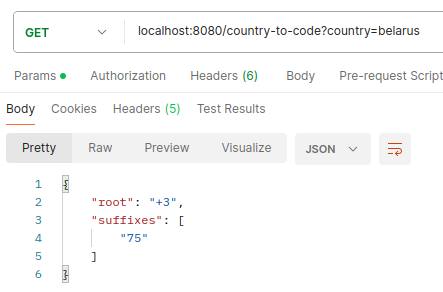 GET localhost:8080/country-to-code?country=belarus
Params Authorization Headers (6) Body Pre-request Script
Body Cookies Headers (5) Test Results
Pretty Raw Preview Visualize JSON
1 {
2 "root": "+3",
3 "suffixes": [
4 "75"
5 ]
6 }